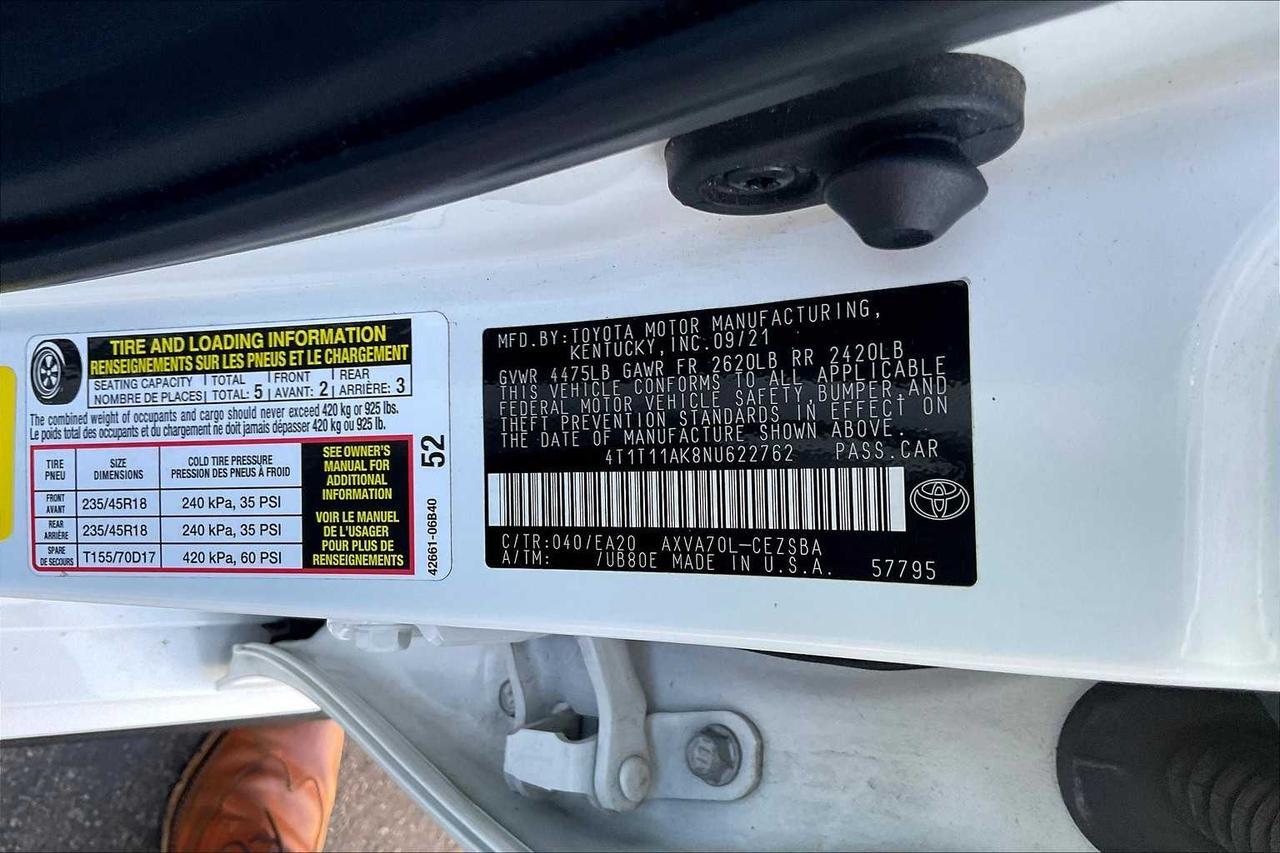 TIRE AND LOADING INFORMATION
RENSEIGNEMENTS SUR LES PNEUS ET LE CHARGEMENT
SEATING CAPACITY TOTAL FRONT REAR
NOMBRE DE PLACES TOTAL: 5 AVANT: 2 ARRIÈRE: 3
The combined weight of occupants and cargo should never exceed 420 kg or 925 lbs.
Le poids total des occupants et du chargement ne doit jamais dépasser 420 kg ou 925 lb.
TIRE SIZE COLD TIRE PRESSURE
PNEU DIMENSIONS PRESSION DES PNEUS À FROID
FRONT
AVANT 235/45R18 240 kPa, 35 PSI
REAR
ARRIÈRE 235/45R18 240 kPa, 35 PSI
SPARE
DE SECOURS T155/70D17 420 kPa, 60 PSI
SEE OWNER'S
MANUAL FOR
ADDITIONAL
INFORMATION
VOIR LE MANUEL
DE L'USAGER
POUR PLUS DE
RENSEIGNEMENTS
52
42661-06B40
MFD.BY:TOYOTA MOTOR MANUFACTURING,
KENTUCKY, INC.09/21
GVWR 4475LB GAWR FR 2620LB RR 2420LB
THIS VEHICLE CONFORMS TO ALL APPLICABLE
FEDERAL MOTOR VEHICLE SAFETY,BUMPER,AND
THEFT PREVENTION STANDARDS IN EFFECT ON
THE DATE OF MANUFACTURE SHOWN ABOVE.
4T1T11AK8NU622762 PASS.CAR
C/TR:040/EA20 AXVA70L-CEZSBA
A/TM: /UB80E MADE IN U.S.A. 57795